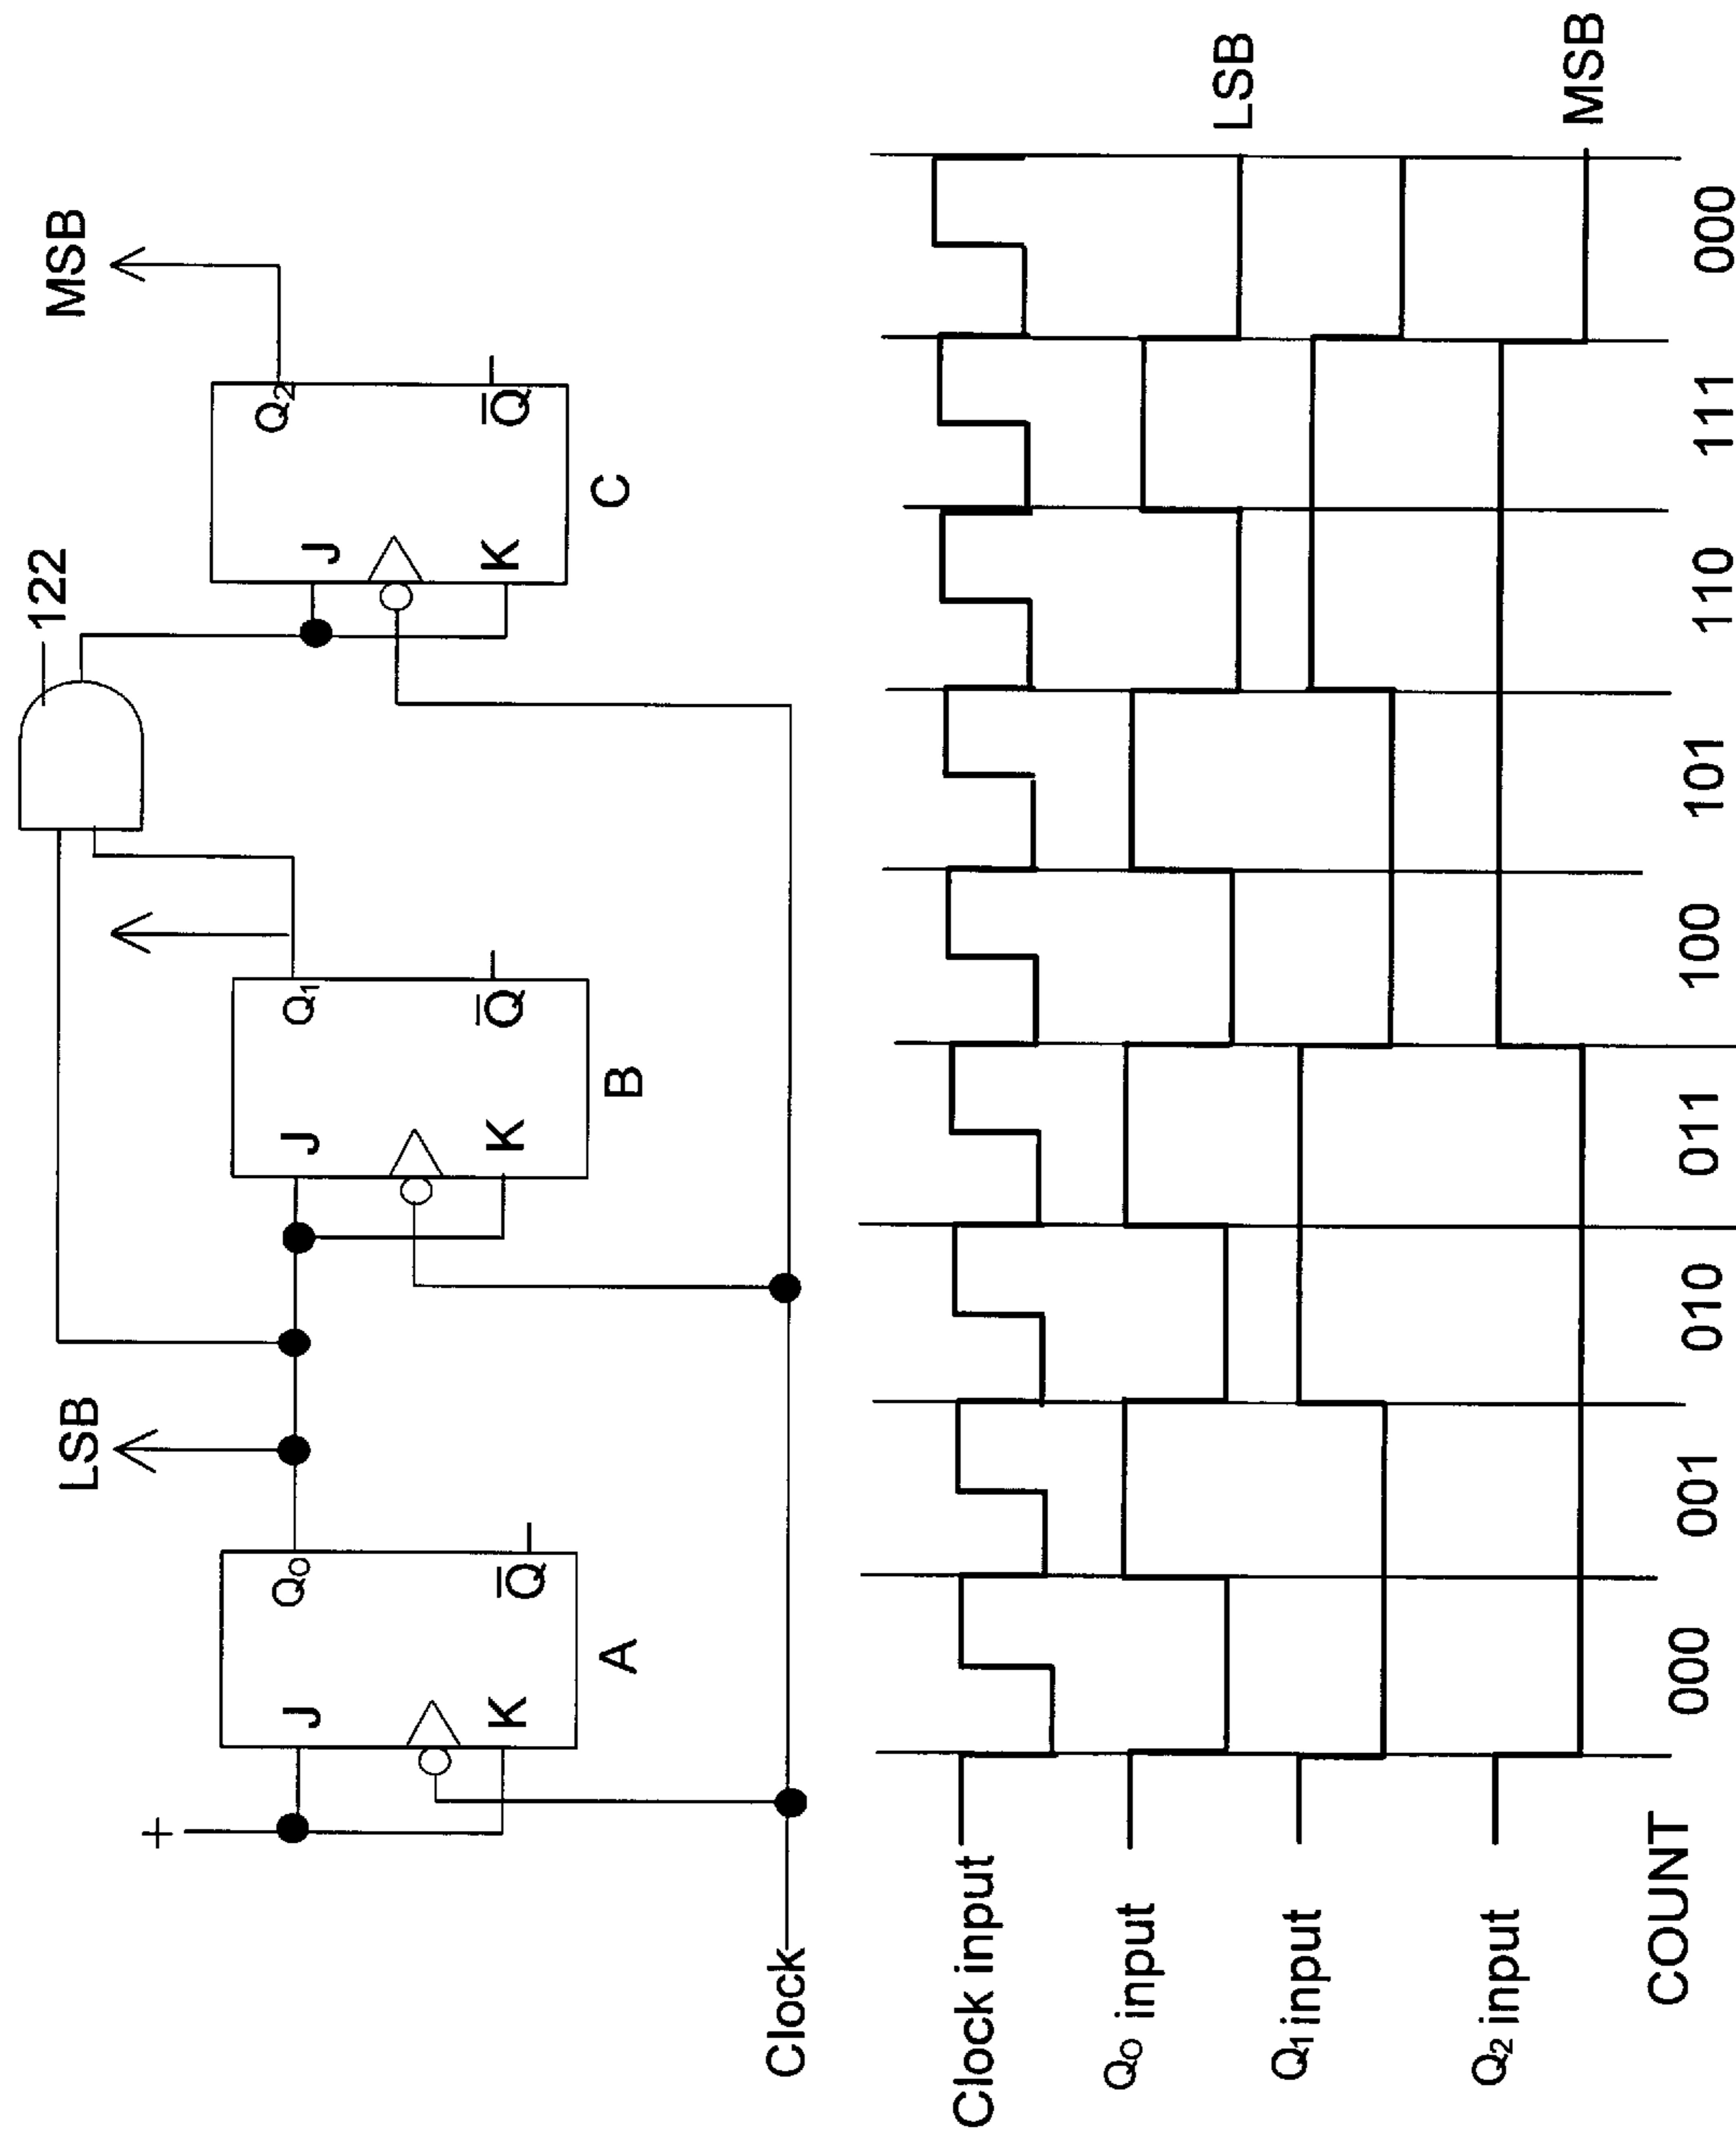 LSB
122
MSB
+
J
Q0
J
Q1
J
Q2
K
Q̅
K
Q̅
K
Q̅
A
B
C
Clock
Clock input
Q0 input
LSB
Q1 input
Q2 input
MSB
COUNT 000 001 010 011 100 101 110 111 000